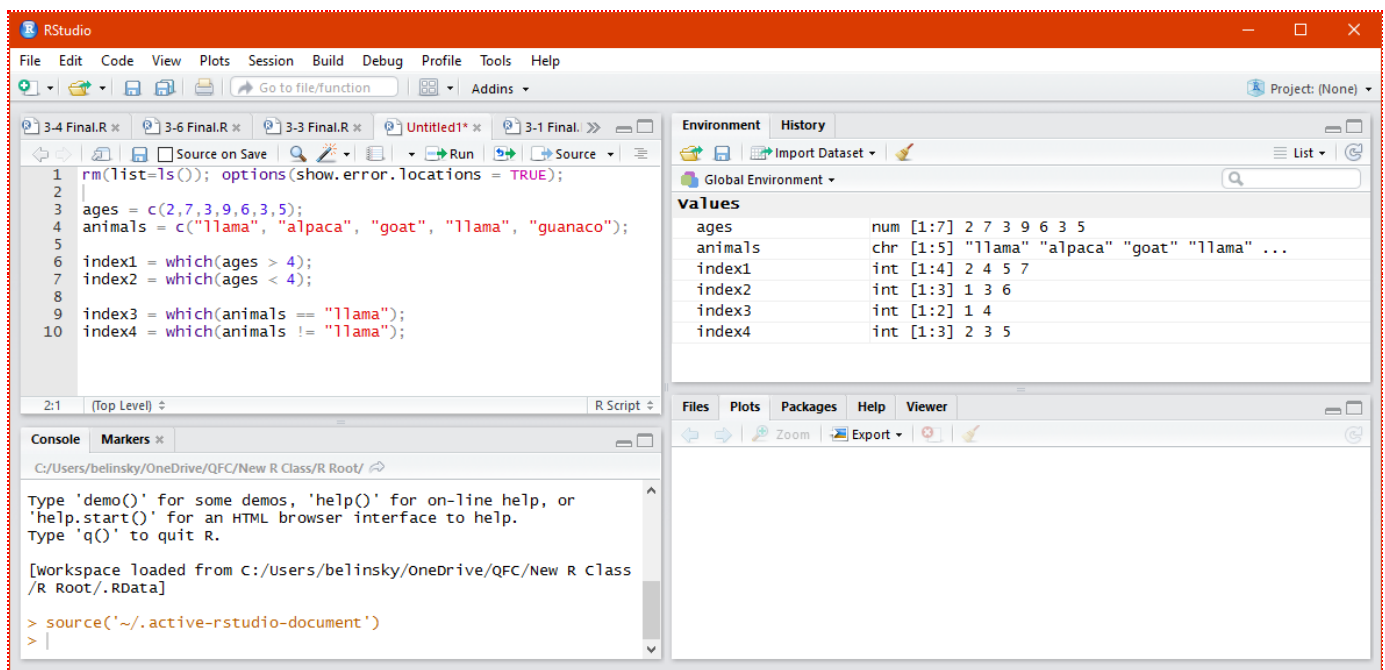 RStudio
File Edit Code View Plots Session Build Debug Profile Tools Help
Go to file/function Addins Project: (None)
3-4 Final.R 3-6 Final.R 3-3 Final.R Untitled1* 3-1 Final.
Source on Save Run Source
1 rm(list=ls()); options(show.error.locations = TRUE);
2
3 ages = c(2,7,3,9,6,3,5);
4 animals = c("llama", "alpaca", "goat", "llama", "guanaco");
5
6 index1 = which(ages > 4);
7 index2 = which(ages < 4);
8
9 index3 = which(animals == "llama");
10 index4 = which(animals != "llama");
2:1 (Top Level) R Script
Console Markers
C:/Users/belinsky/OneDrive/QFC/New R Class/R Root/
Type 'demo()' for some demos, 'help()' for on-line help, or
'help.start()' for an HTML browser interface to help.
Type 'q()' to quit R.
[Workspace loaded from C:/Users/belinsky/OneDrive/QFC/New R Class
/R Root/.RData]
> source('~/.active-rstudio-document')
>
Environment History
Import Dataset List
Global Environment
Values
ages num [1:7] 2 7 3 9 6 3 5
animals chr [1:5] "llama" "alpaca" "goat" "llama" ...
index1 int [1:4] 2 4 5 7
index2 int [1:3] 1 3 6
index3 int [1:2] 1 4
index4 int [1:3] 2 3 5
Files Plots Packages Help Viewer
Zoom Export